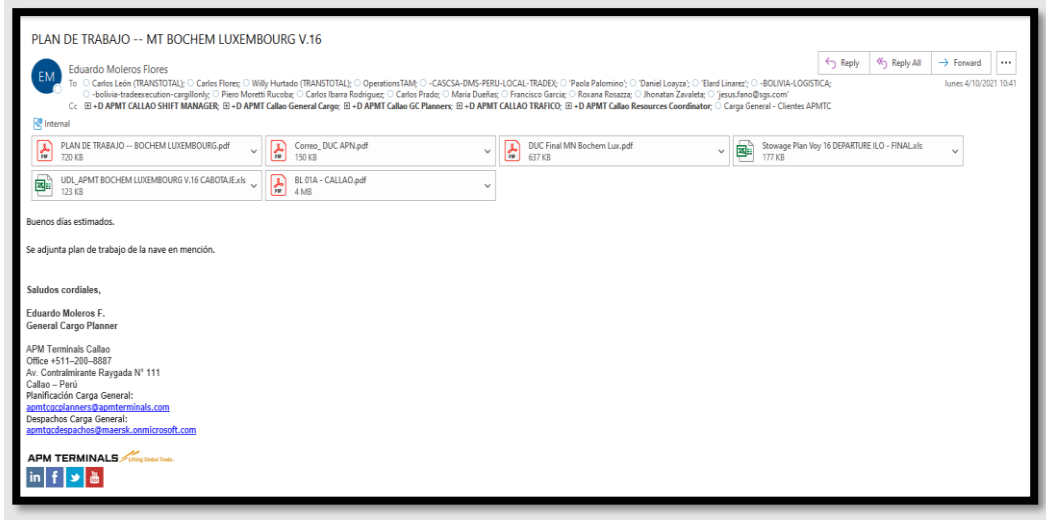 PLAN DE TRABAJO -- MT BOCHEM LUXEMBOURG V.16
EM
Eduardo Moleros Flores
Reply
Reply All
Forward
To Carlos León (TRANSTOTAL); Carlos Flores; Willy Hurtado (TRANSTOTAL); OperationsTAM; -CASCSA-DMS-PERU-LOCAL-TRADEX; 'Paola Palomino'; 'Daniel Loayza'; 'Elard Linarez'; -BOLIVIA-LOGISTICA;
lunes 4/10/2021 10:41
-bolivia-tradeexecution-cargillonly; Piero Moretti Rucoba; Carlos Ibarra Rodriguez; Carlos Prado; Maria Dueñas; Francisco Garcia; Roxana Rosazza; Jhonatan Zavaleta; 'jesus.fano@sgs.com'
Cc +D APMT CALLAO SHIFT MANAGER; +D APMT Callao General Cargo; +D APMT Callao GC Planners; +D APMT CALLAO TRAFICO; +D APMT Callao Resources Coordinator; Carga General - Clientes APMTC
Internal
PLAN DE TRABAJO -- BOCHEM LUXEMBOURG.pdf
720 KB
Correo_ DUC APN.pdf
150 KB
DUC Final MN Bochem Lux.pdf
637 KB
Stowage Plan Voy 16 DEPARTURE ILO - FINAL.xls
177 KB
UDL_APMT BOCHEM LUXEMBOURG V.16 CABOTAJE.xls
123 KB
BL 01A - CALLAO.pdf
4 MB
Buenos días estimados.
Se adjunta plan de trabajo de la nave en mención.
Saludos cordiales,
Eduardo Moleros F.
General Cargo Planner
APM Terminals Callao
Office +511–200–8887
Av. Contralmirante Raygada N° 111
Callao – Perú
Planificación Carga General:
apmtcgcplanners@apmterminals.com
Despachos Carga General:
apmtgcdespachos@maersk.onmicrosoft.com
APM TERMINALS Lifting Global Trade.